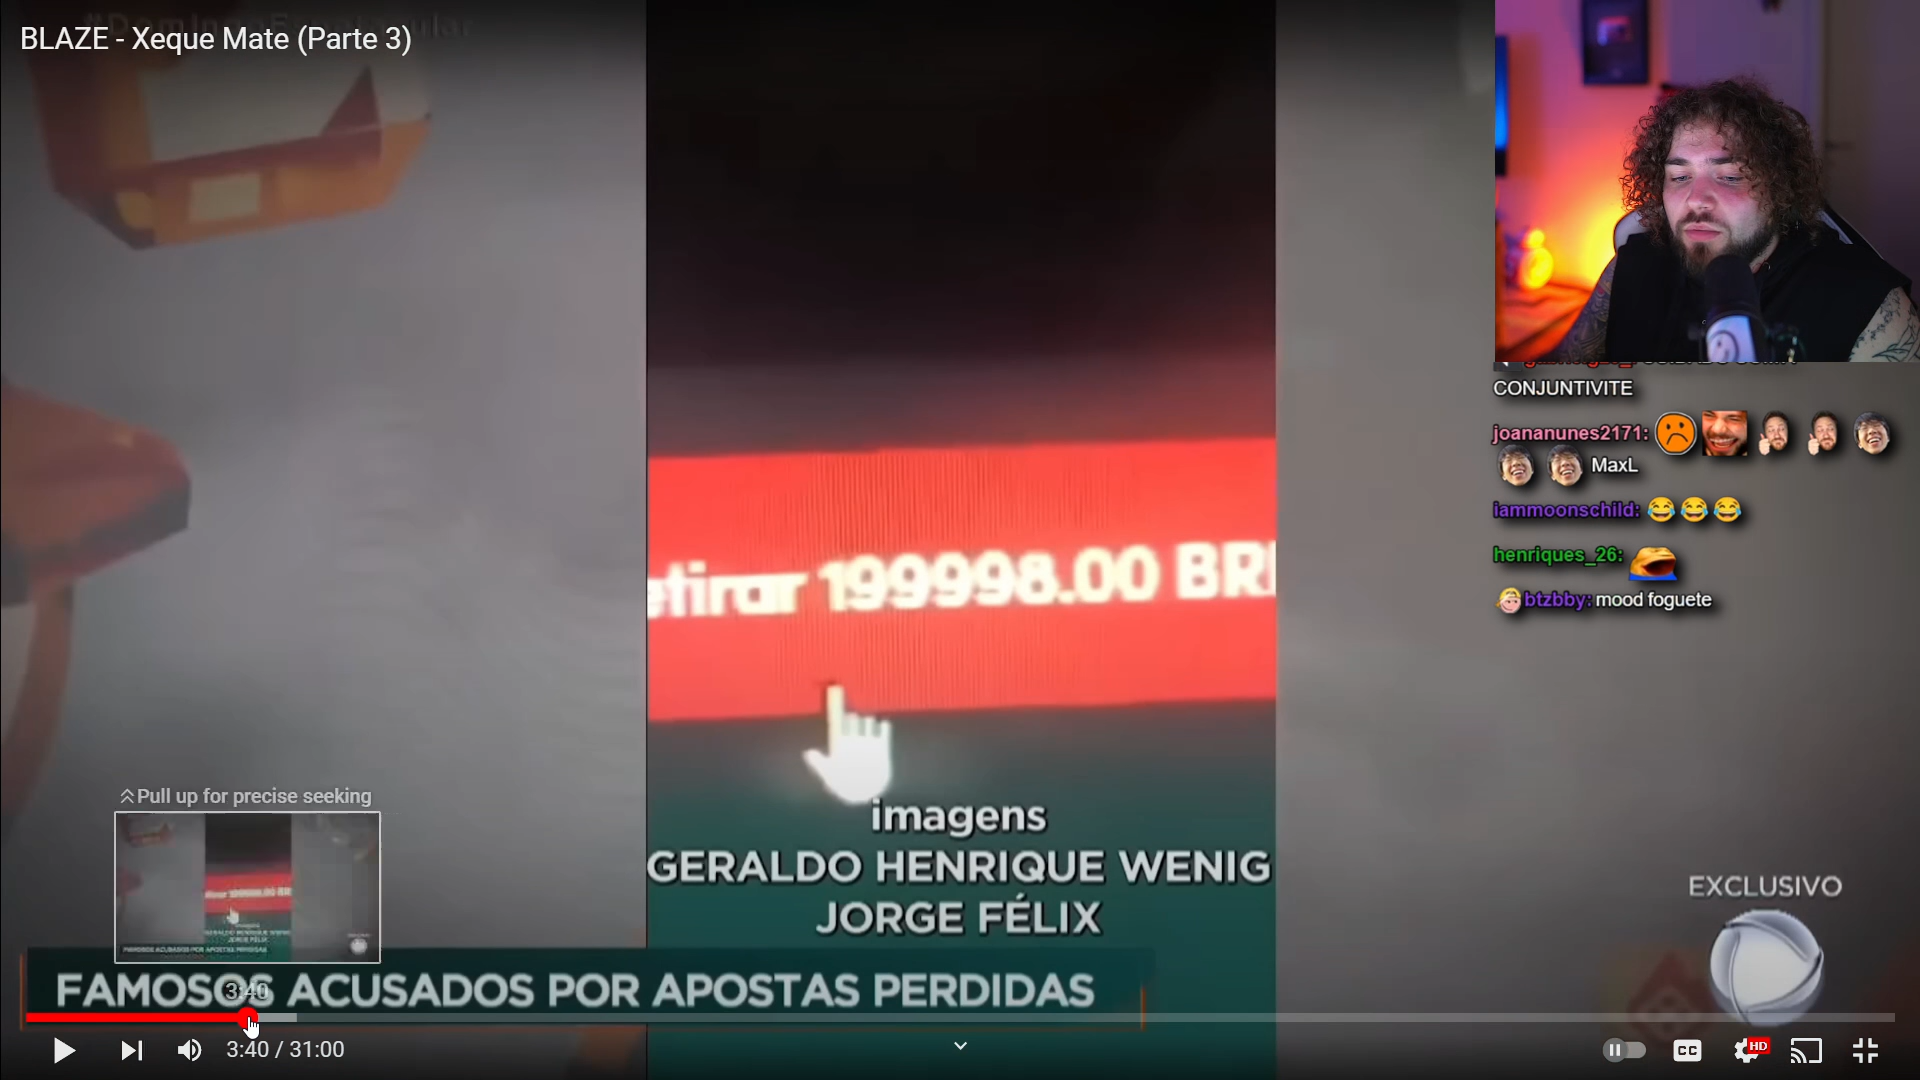 BLAZE - Xeque Mate (Parte 3)
CONJUNTIVITE
joananunes2171:
MaxL
iammoonschild:
henriques_26:
btzbby: mood foguete
etirar 199998.00 BR
imagens
GERALDO HENRIQUE WENIG
JORGE FÉLIX
Pull up for precise seeking
EXCLUSIVO
FAMOSOS ACUSADOS POR APOSTAS PERDIDAS
3:40
3:40 / 31:00
CC
HD